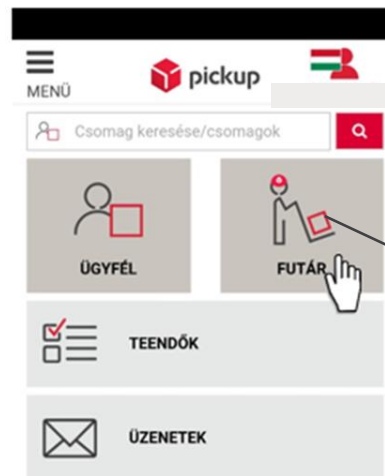 MENÜ
pickup
Csomag keresése/csomagok
ÜGYFÉL
FUTÁR
TEENDŐK
ÜZENETEK